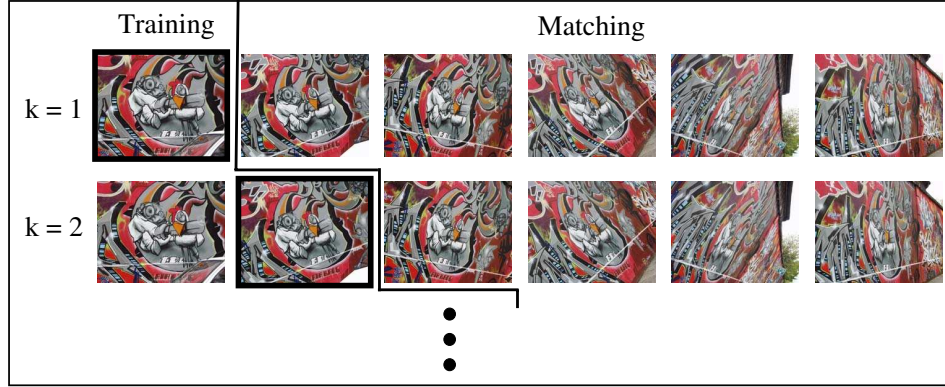 Training Matching
k = 1
k = 2